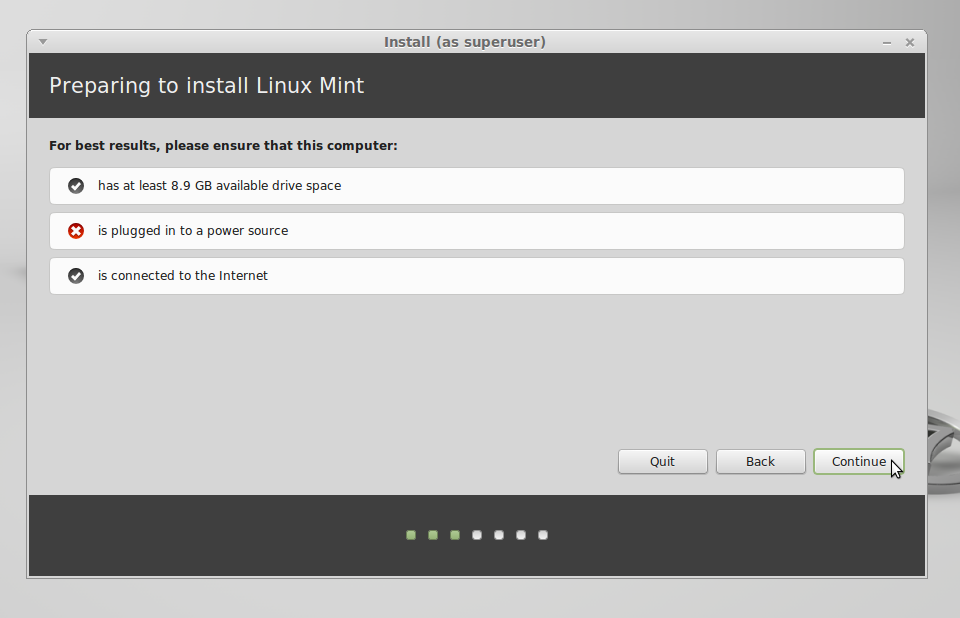 Install (as superuser)
Preparing to install Linux Mint
For best results, please ensure that this computer:
has at least 8.9 GB available drive space
is plugged in to a power source
is connected to the Internet
Quit Back Continue